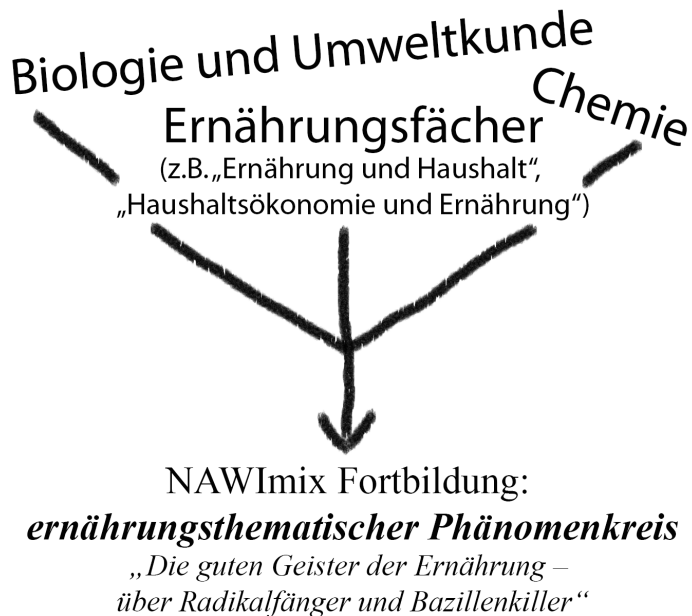 Biologie und Umweltkunde
Chemie
Ernährungsfächer
(z.B. „Ernährung und Haushalt“,
„Haushaltsökonomie und Ernährung“)
NAWImix Fortbildung:
ernährungsthematischer Phänomenkreis
„Die guten Geister der Ernährung –
über Radikalfänger und Bazillenkiller“